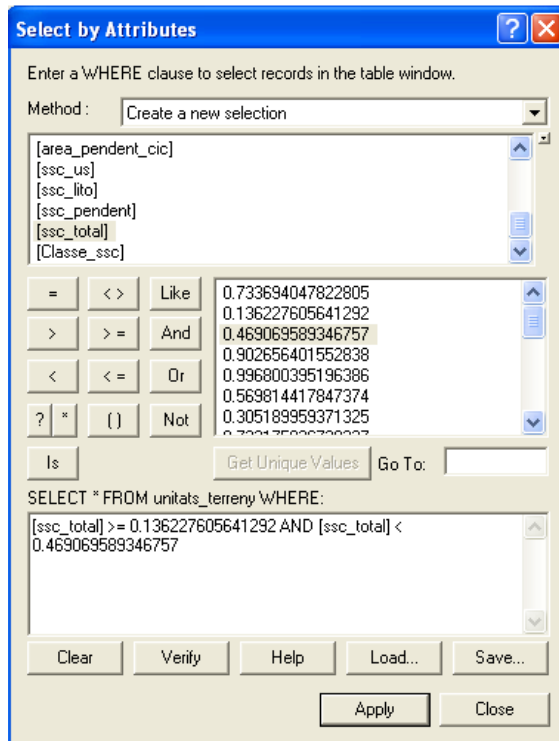 Select by Attributes
Enter a WHERE clause to select records in the table window.
Method : Create a new selection
[area_pendent_cic]
[ssc_us]
[ssc_lito]
[ssc_pendent]
[ssc_total]
[Classe_ssc]
= < > Like
> > = And
< < = Or
? * ( ) Not
Is
0.733694047822805
0.136227605641292
0.469069589346757
0.902656401552838
0.996800395196386
0.569814417847374
0.305189959371325
Get Unique Values Go To:
SELECT * FROM unitats_terreny WHERE:
[ssc_total] >= 0.136227605641292 AND [ssc_total] <
0.469069589346757
Clear Verify Help Load... Save...
Apply Close